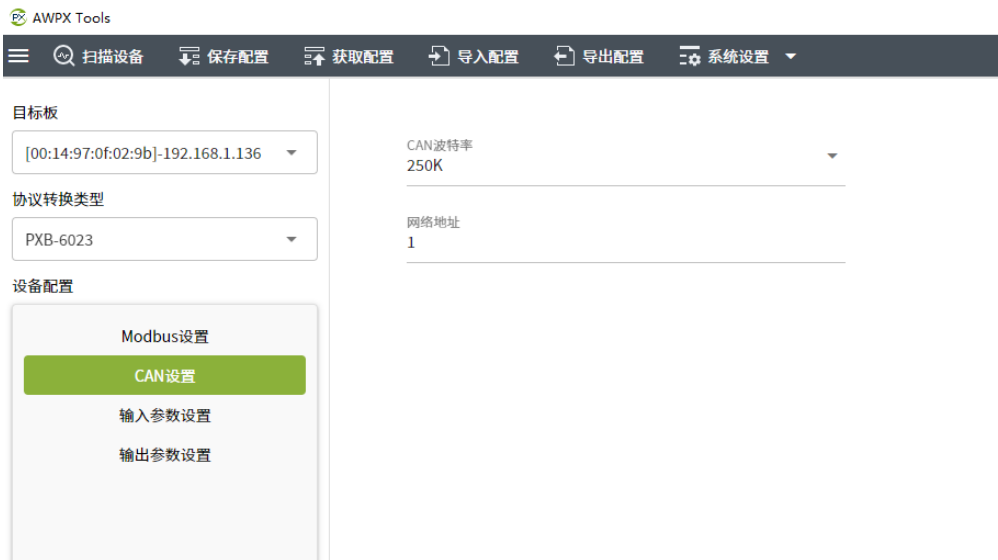 AWPX Tools
扫描设备 保存配置 获取配置 导入配置 导出配置 系统设置
目标板
[00:14:97:0f:02:9b]-192.168.1.136
协议转换类型
PXB-6023
设备配置
Modbus设置
CAN设置
输入参数设置
输出参数设置
CAN波特率
250K
网络地址
1